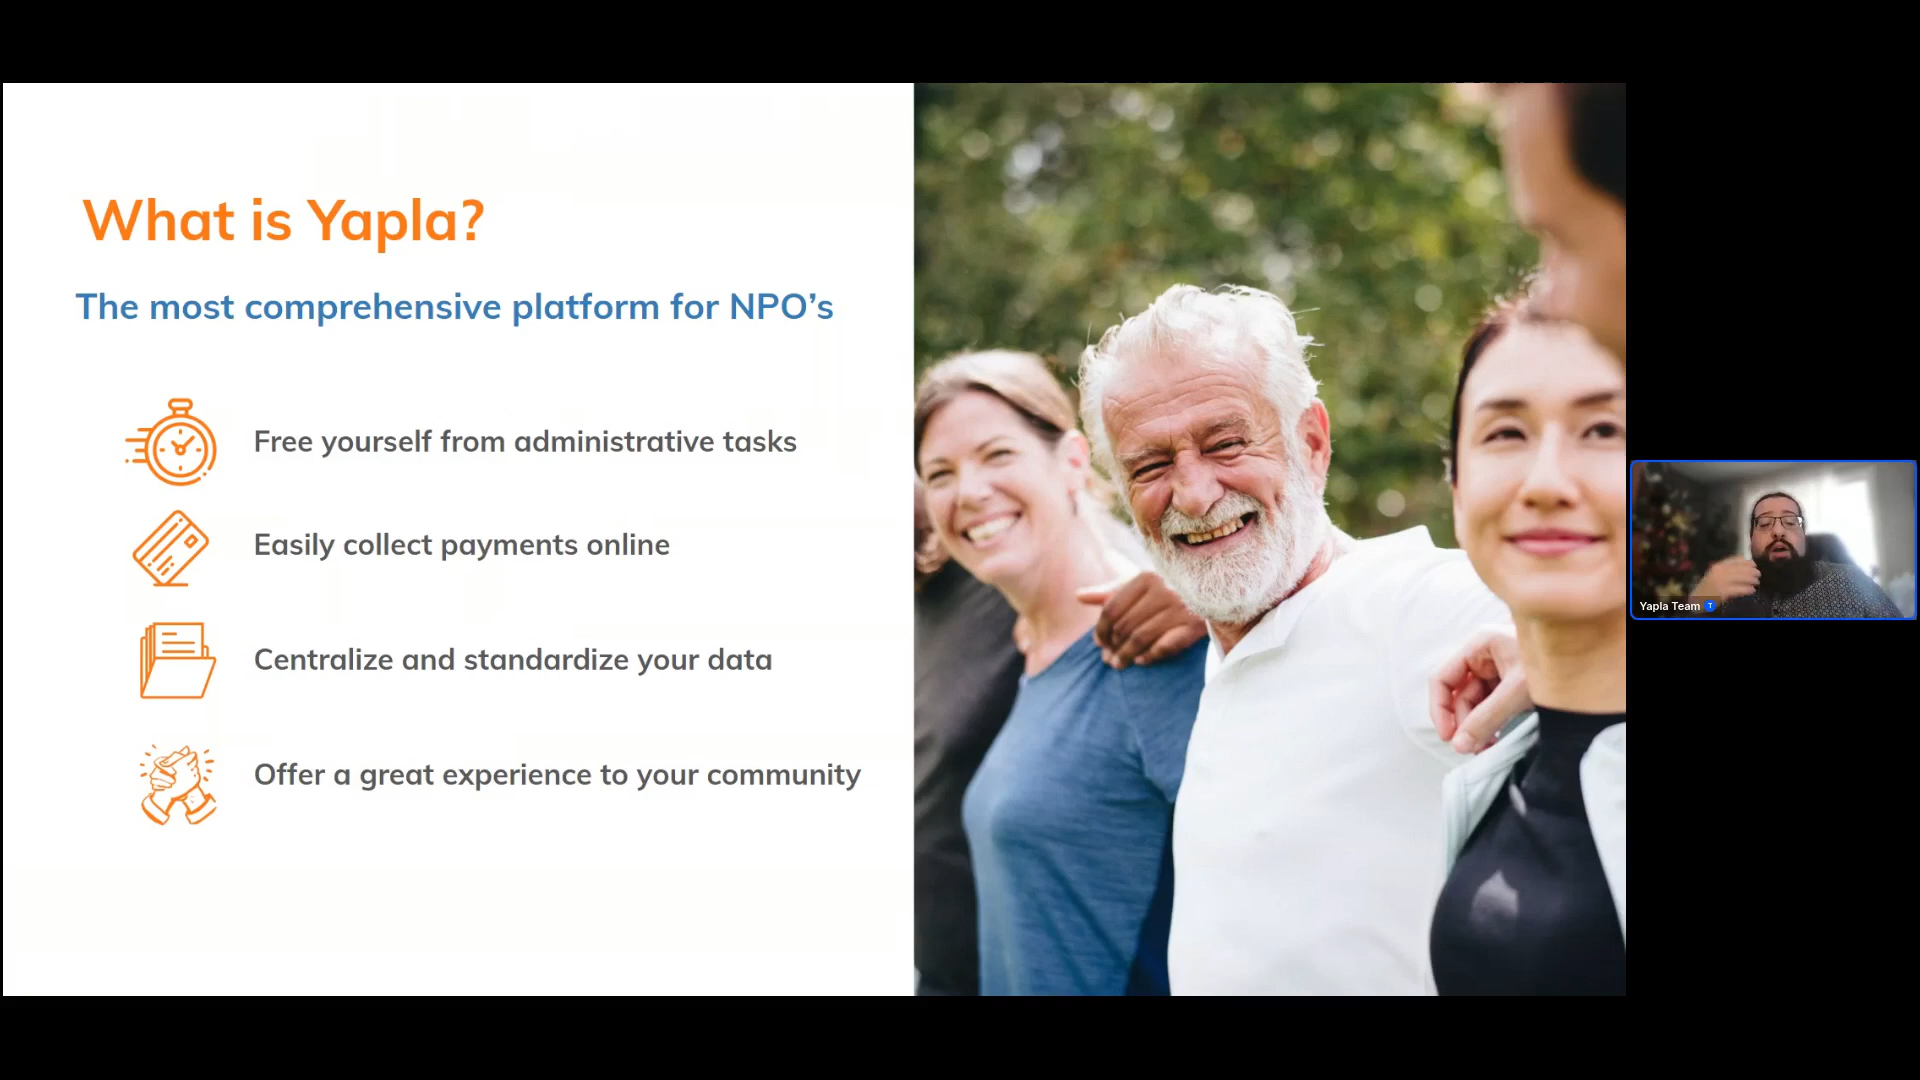 What is Yapla?
The most comprehensive platform for NPO’s
Free yourself from administrative tasks
Easily collect payments online
Centralize and standardize your data
Offer a great experience to your community
Yapla Team T